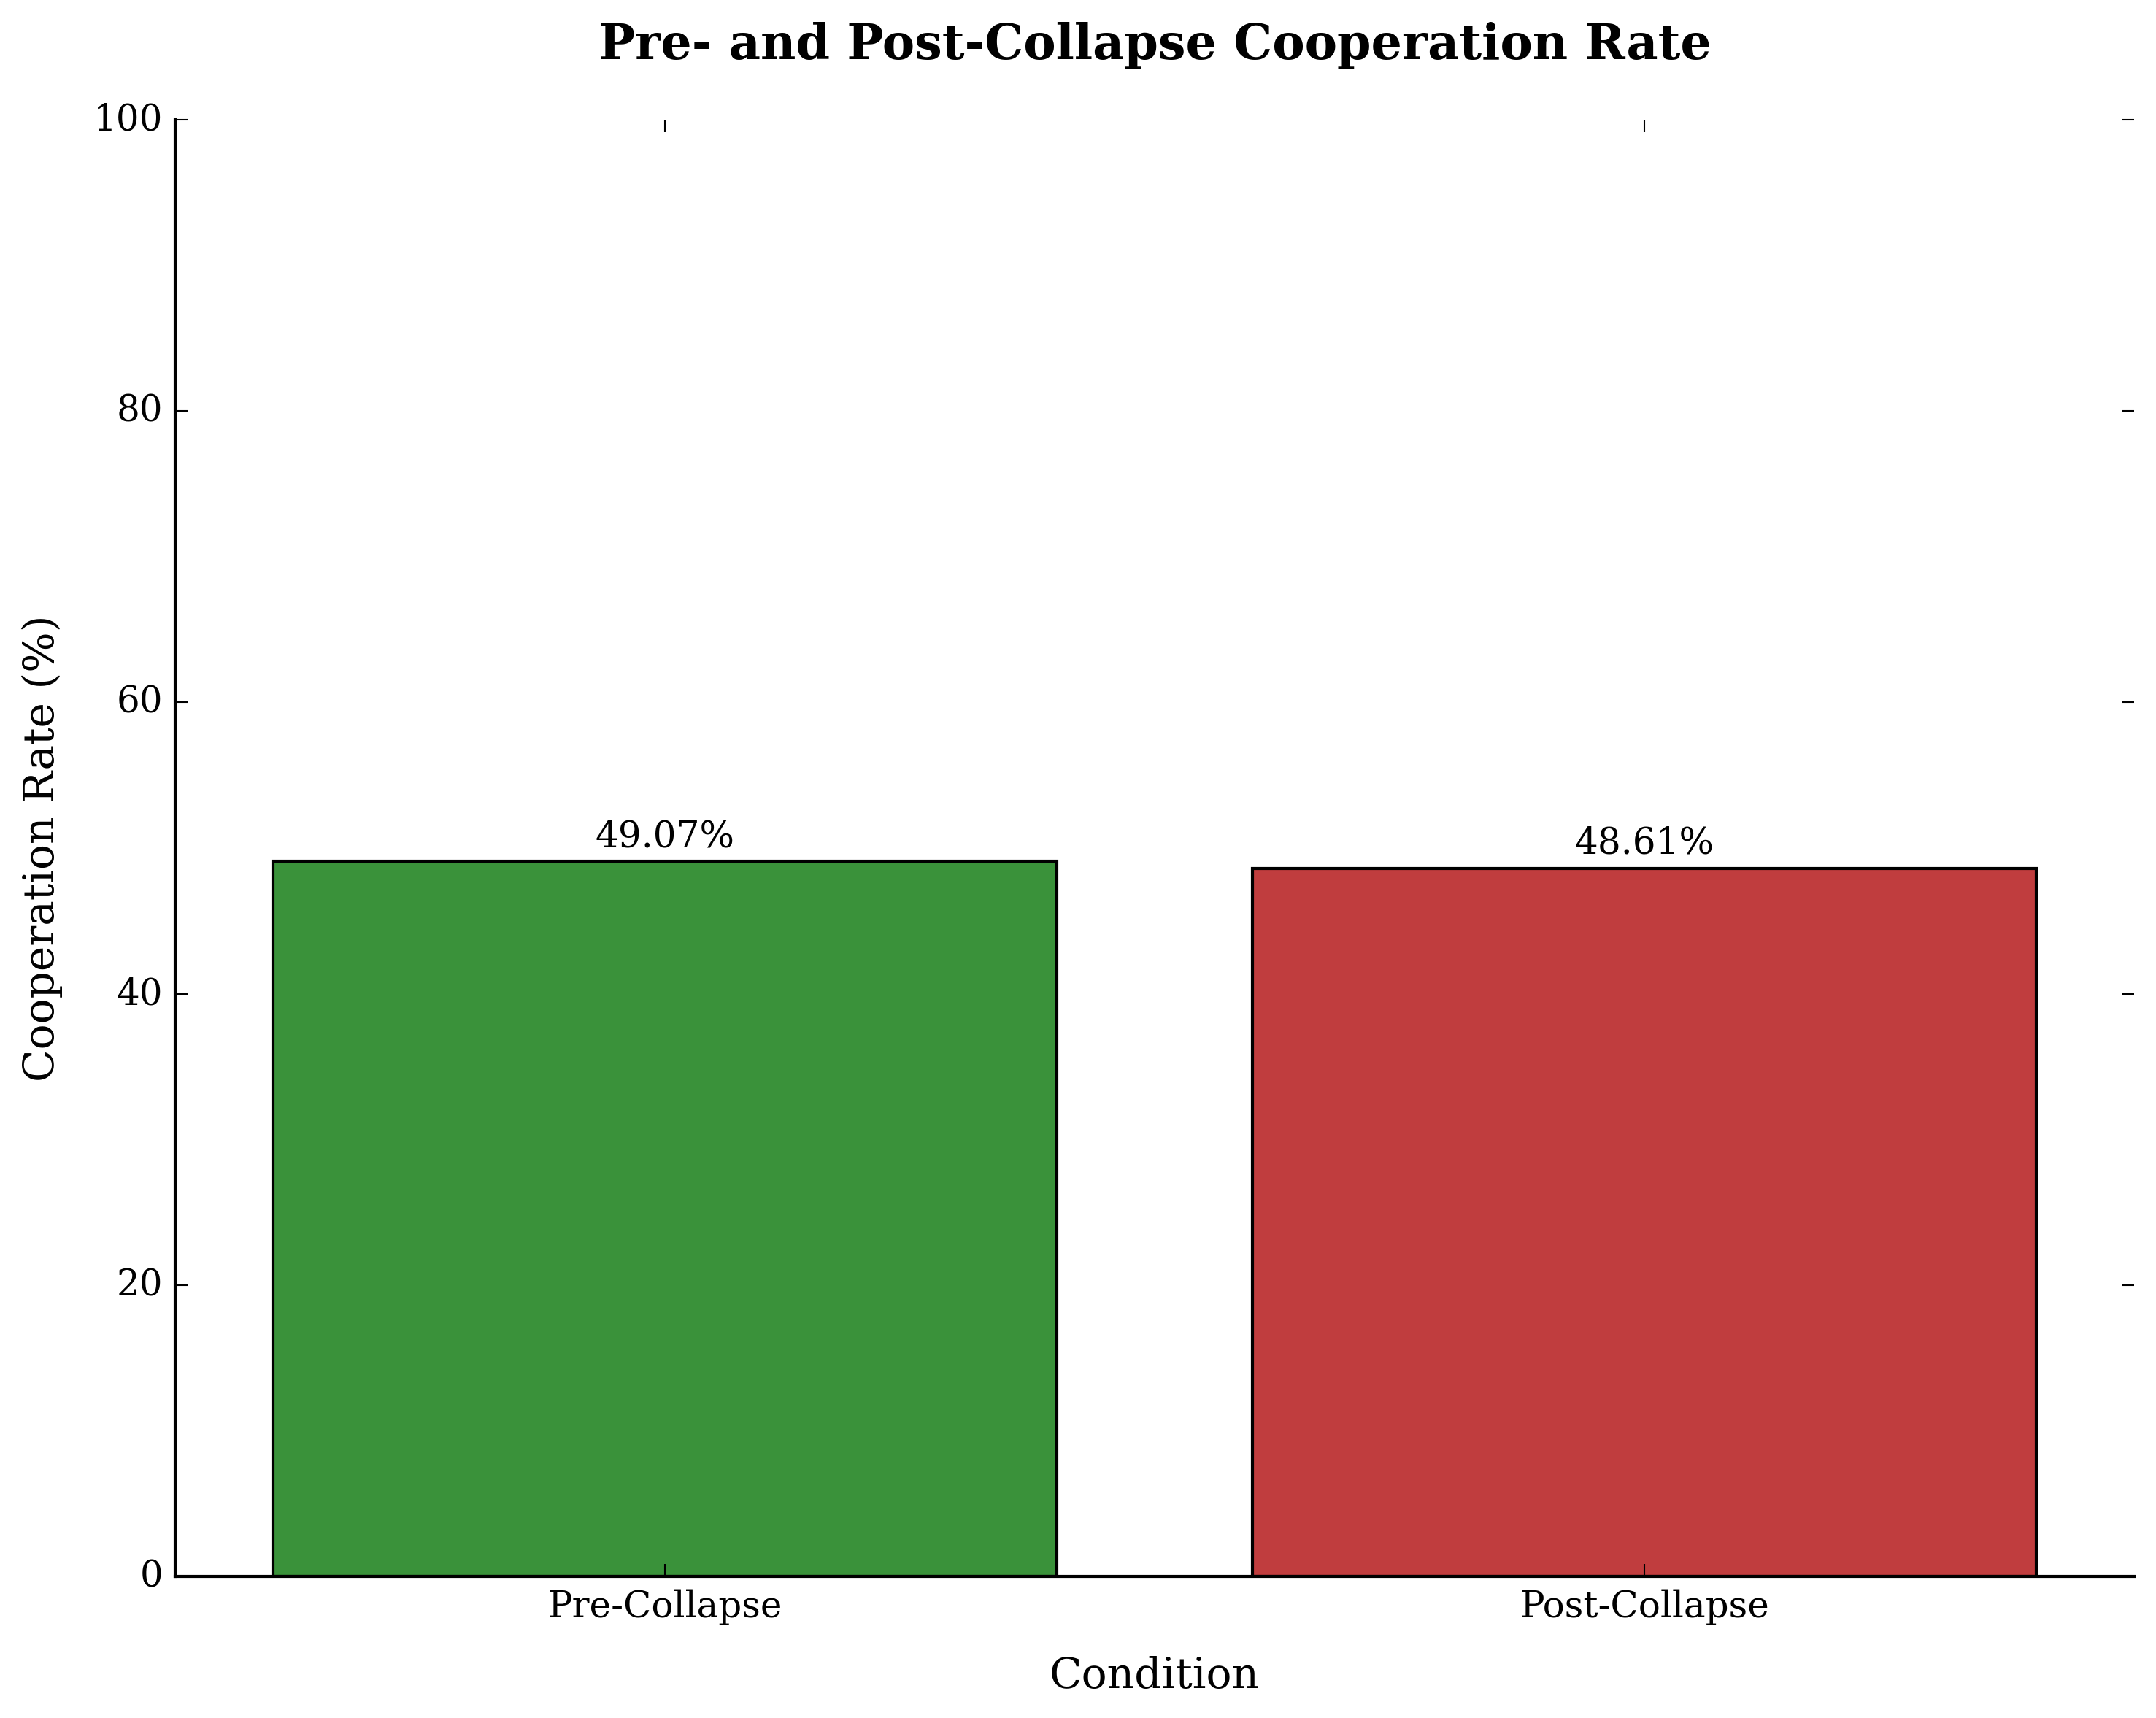 Pre- and Post-Collapse Cooperation Rate
Cooperation Rate (%)
100
80
60
40
20
0
49.07%
48.61%
Pre-Collapse
Post-Collapse
Condition